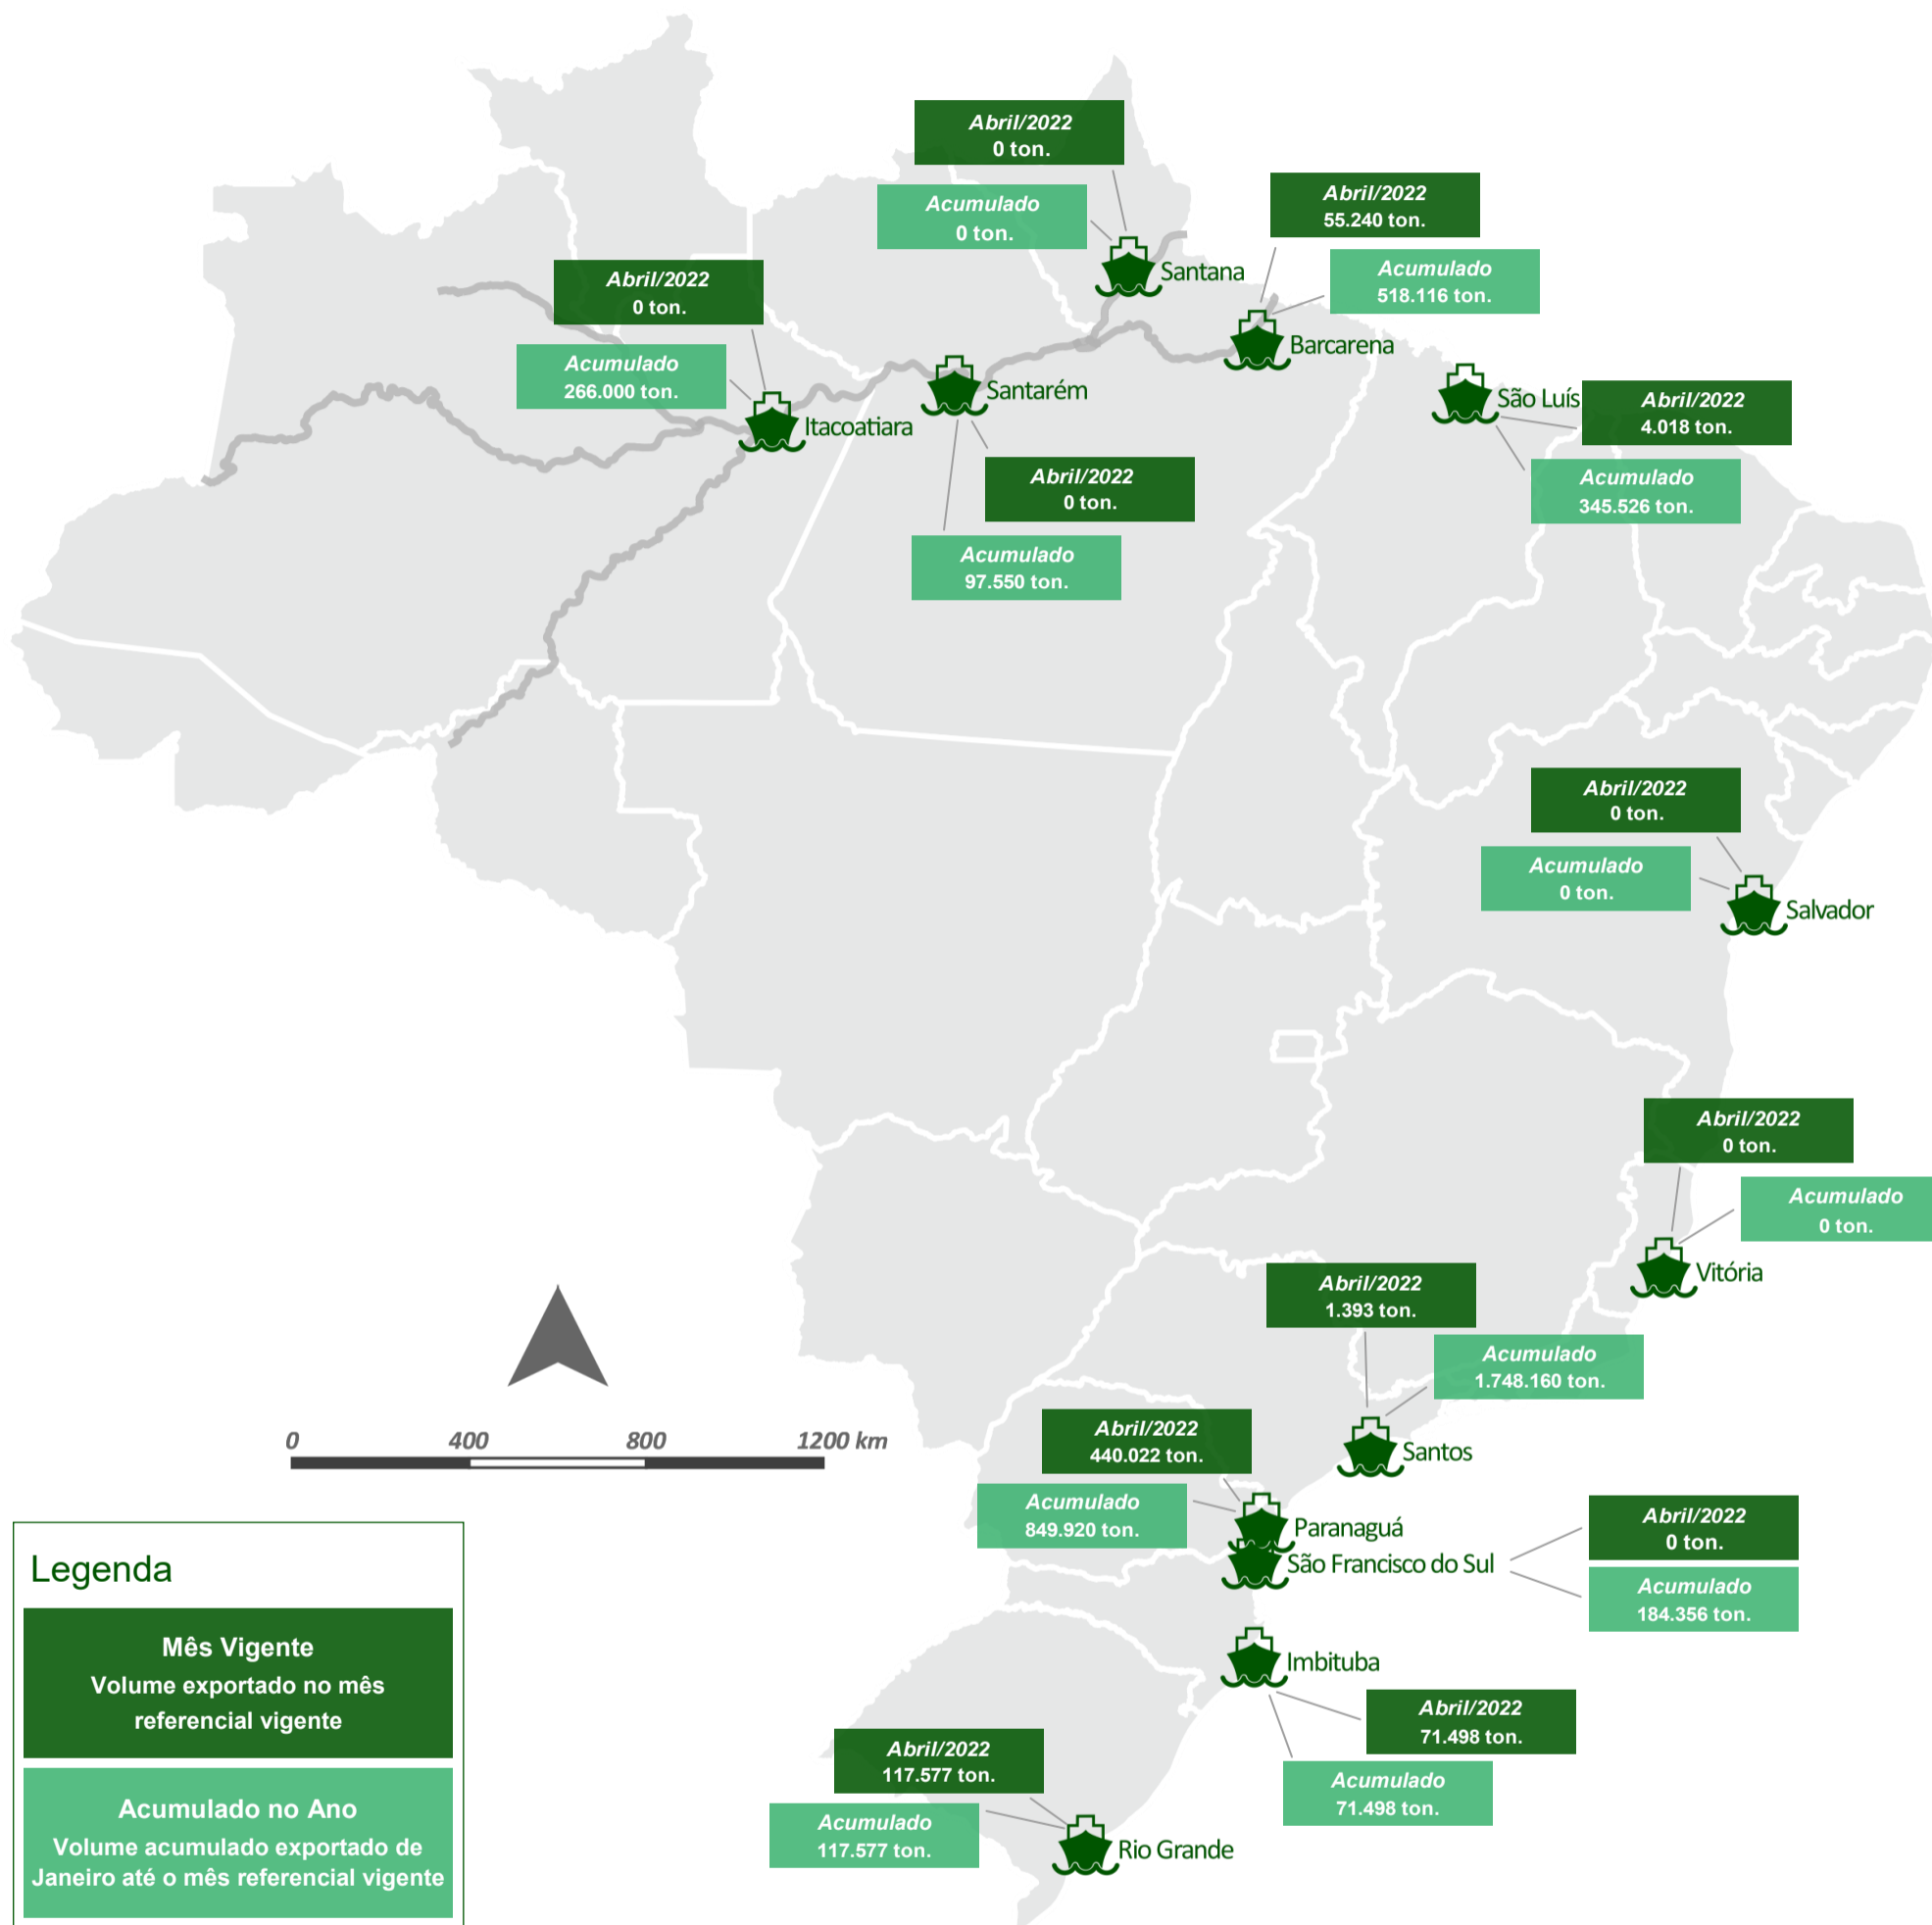 Abril/2022
0 ton.
Acumulado
0 ton.
Santana
Abril/2022
55.240 ton.
Acumulado
518.116 ton.
Barcarena
Abril/2022
0 ton.
Acumulado
266.000 ton.
Itacoatiara
Santarém
Abril/2022
0 ton.
Acumulado
97.550 ton.
São Luís
Abril/2022
4.018 ton.
Acumulado
345.526 ton.
Abril/2022
0 ton.
Acumulado
0 ton.
Salvador
Abril/2022
0 ton.
Acumulado
0 ton.
Vitória
Abril/2022
1.393 ton.
Acumulado
1.748.160 ton.
Santos
Abril/2022
440.022 ton.
Acumulado
849.920 ton.
Paranaguá
São Francisco do Sul
Abril/2022
0 ton.
Acumulado
184.356 ton.
Imbituba
Abril/2022
71.498 ton.
Acumulado
71.498 ton.
Abril/2022
117.577 ton.
Acumulado
117.577 ton.
Rio Grande
0 400 800 1200 km
Legenda
Mês Vigente
Volume exportado no mês
referencial vigente
Acumulado no Ano
Volume acumulado exportado de
Janeiro até o mês referencial vigente